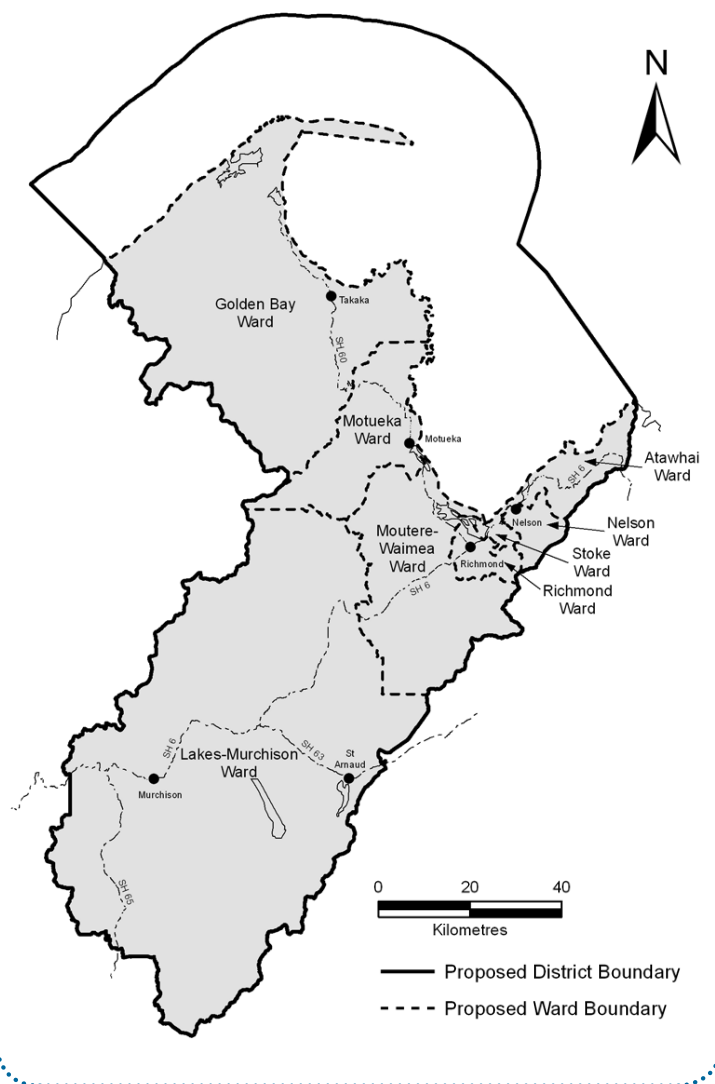 N
Golden Bay
Ward
Takaka
SH 60
Motueka
Ward
Motueka
Atawhai
Ward
SH 6
Nelson
Nelson
Ward
Moutere-
Waimea
Ward
Stoke
Ward
Richmond
Richmond
Ward
SH 6
SH 6
SH 63
St
Arnaud
Lakes-Murchison
Ward
Murchison
SH 65
0 20 40
Kilometres
Proposed District Boundary
Proposed Ward Boundary